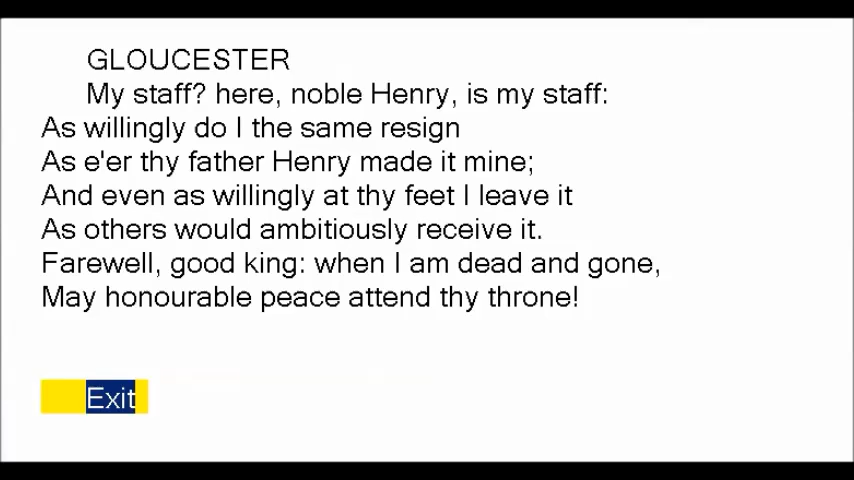 GLOUCESTER
My staff? here, noble Henry, is my staff:
As willingly do I the same resign
As e'er thy father Henry made it mine;
And even as willingly at thy feet I leave it
As others would ambitiously receive it.
Farewell, good king: when I am dead and gone,
May honourable peace attend thy throne!
Exit